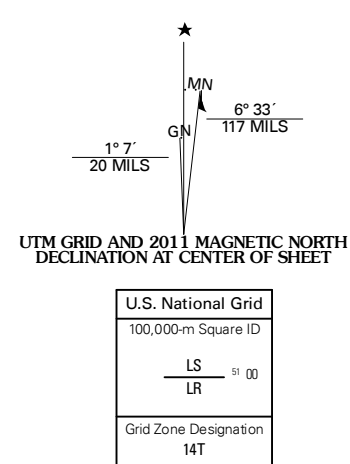 MN
6° 33´
117 MILS
GN
1° 7´
20 MILS
UTM GRID AND 2011 MAGNETIC NORTH
DECLINATION AT CENTER OF SHEET
U.S. National Grid
100,000-m Square ID
LS
51 00
LR
Grid Zone Designation
14T